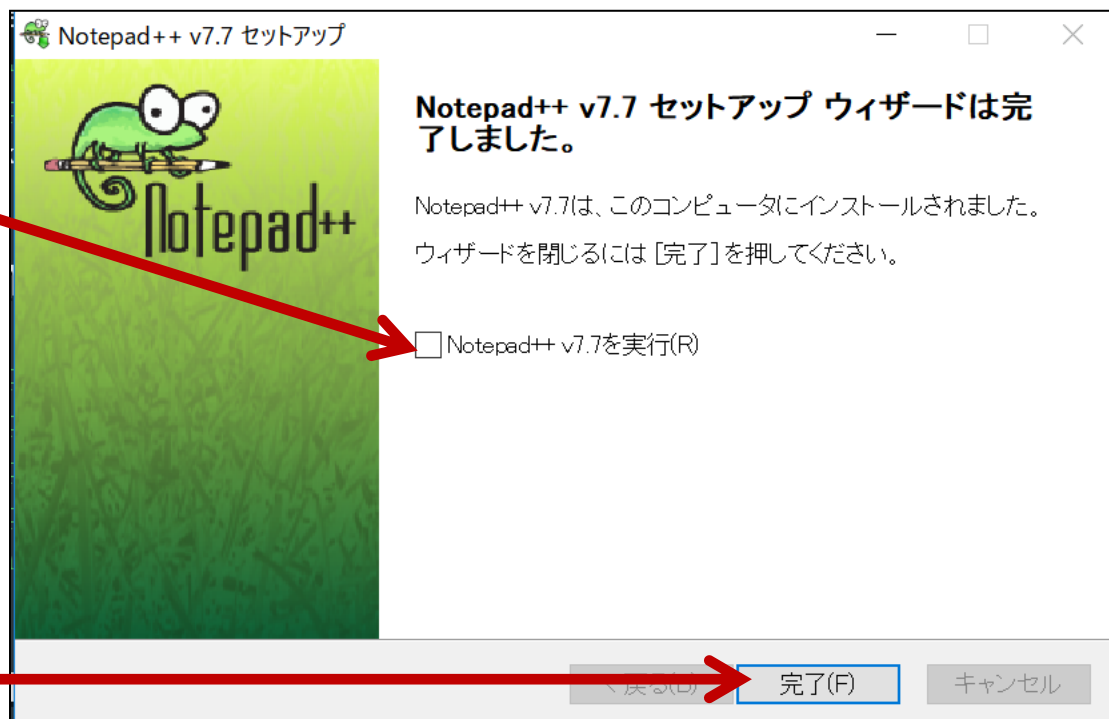 Notepad++ v7.7 セットアップ
Notepad++
Notepad++ v7.7 セットアップ ウィザードは完
了しました。
Notepad++ v7.7は、このコンピュータにインストールされました。
ウィザードを閉じるには [完了] を押してください。
Notepad++ v7.7を実行(R)
< 戻る(B) 完了(F) キャンセル